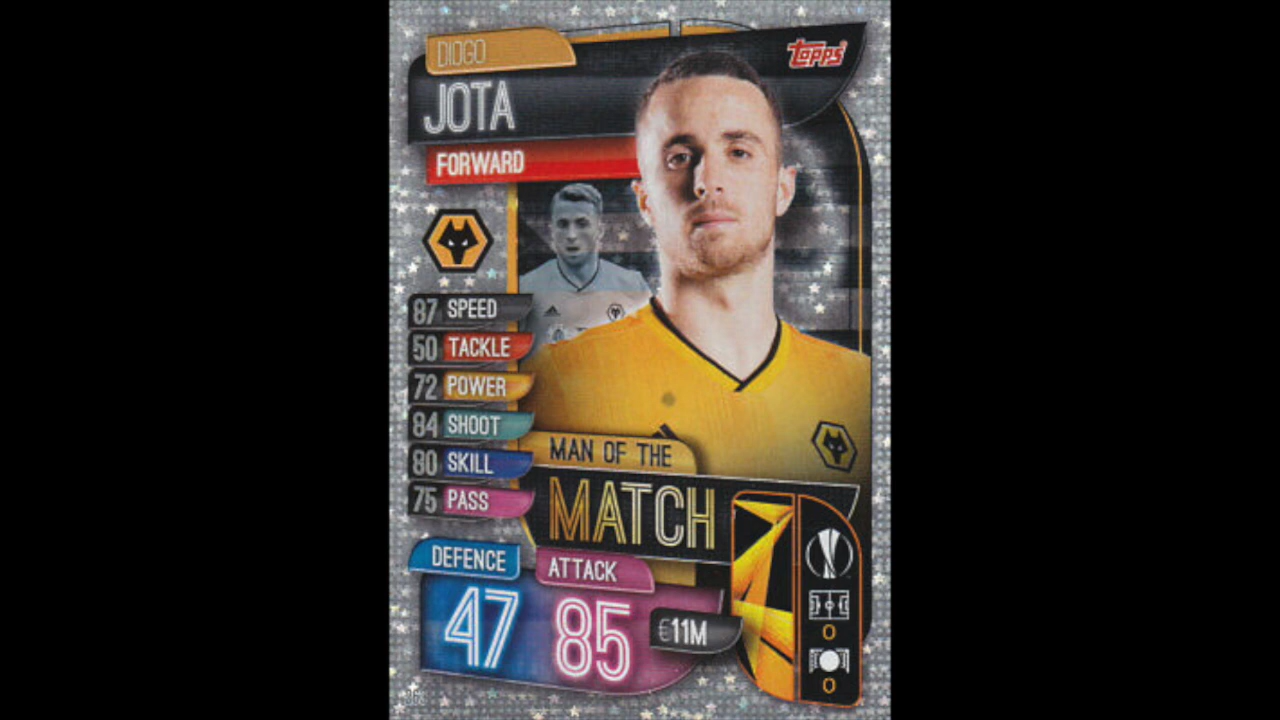 DIOGO
topps
JOTA
FORWARD
87 SPEED
50 TACKLE
72 POWER
84 SHOOT
80 SKILL
75 PASS
MAN OF THE
MATCH
DEFENCE
ATTACK
47
85
€11M
0
0